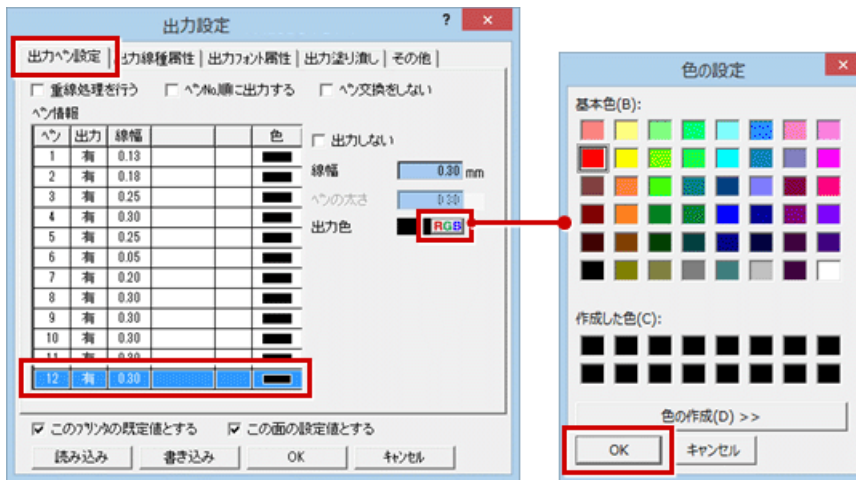 出力設定 ? ×
出力ペン設定 出力線種属性 出力フォント属性 出力塗り潰し その他
重線処理を行う ペンNo.順に出力する ペン交換をしない
ペン情報
ペン 出力 線幅 色
1 有 0.13
2 有 0.18
3 有 0.25
4 有 0.30
5 有 0.25
6 有 0.05
7 有 0.20
8 有 0.30
9 有 0.30
10 有 0.30
11 有 0.30
12 有 0.30
出力しない
線幅 0.30 mm
ペンの太さ 0.30
出力色 RGB
このプリンタの既定値とする この面の設定値とする
読み込み 書き込み OK キャンセル
色の設定 ×
基本色(B):
作成した色(C):
色の作成(D) >>
OK キャンセル